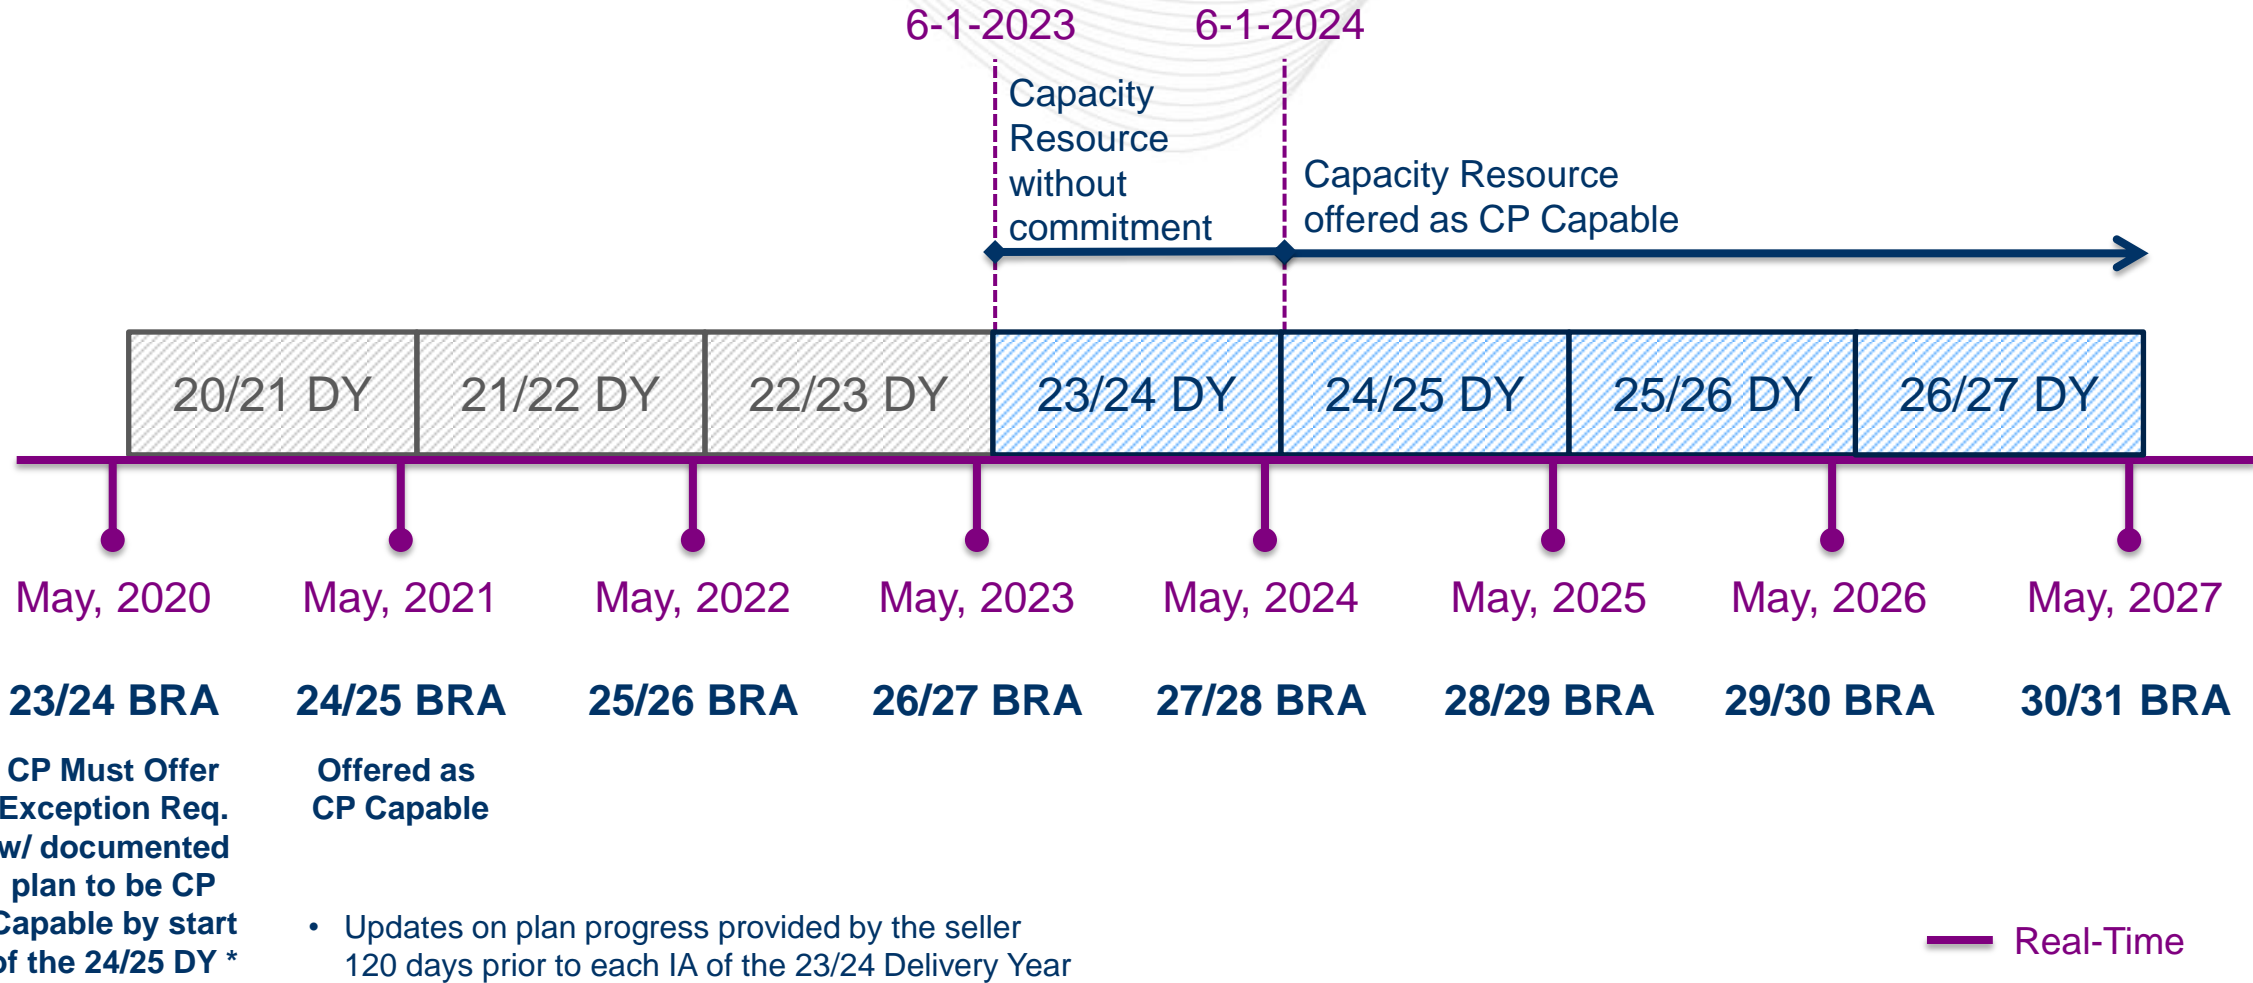 6-1-2023
6-1-2024
Capacity
Resource
without
commitment
Capacity Resource
offered as CP Capable
20/21 DY
21/22 DY
22/23 DY
23/24 DY
24/25 DY
25/26 DY
26/27 DY
May, 2020
May, 2021
May, 2022
May, 2023
May, 2024
May, 2025
May, 2026
May, 2027
23/24 BRA
24/25 BRA
25/26 BRA
26/27 BRA
27/28 BRA
28/29 BRA
29/30 BRA
30/31 BRA
CP Must Offer
Exception Req.
w/ documented
plan to be CP
Capable by start
of the 24/25 DY *
Offered as
CP Capable
• Updates on plan progress provided by the seller
120 days prior to each IA of the 23/24 Delivery Year
Real-Time